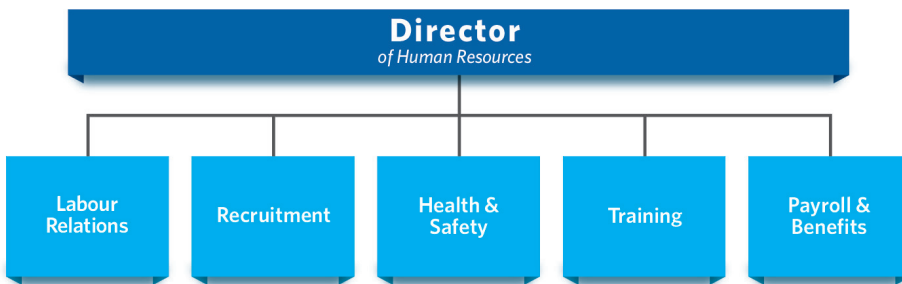 Director
of Human Resources
Labour
Relations
Recruitment
Health &
Safety
Training
Payroll &
Benefits